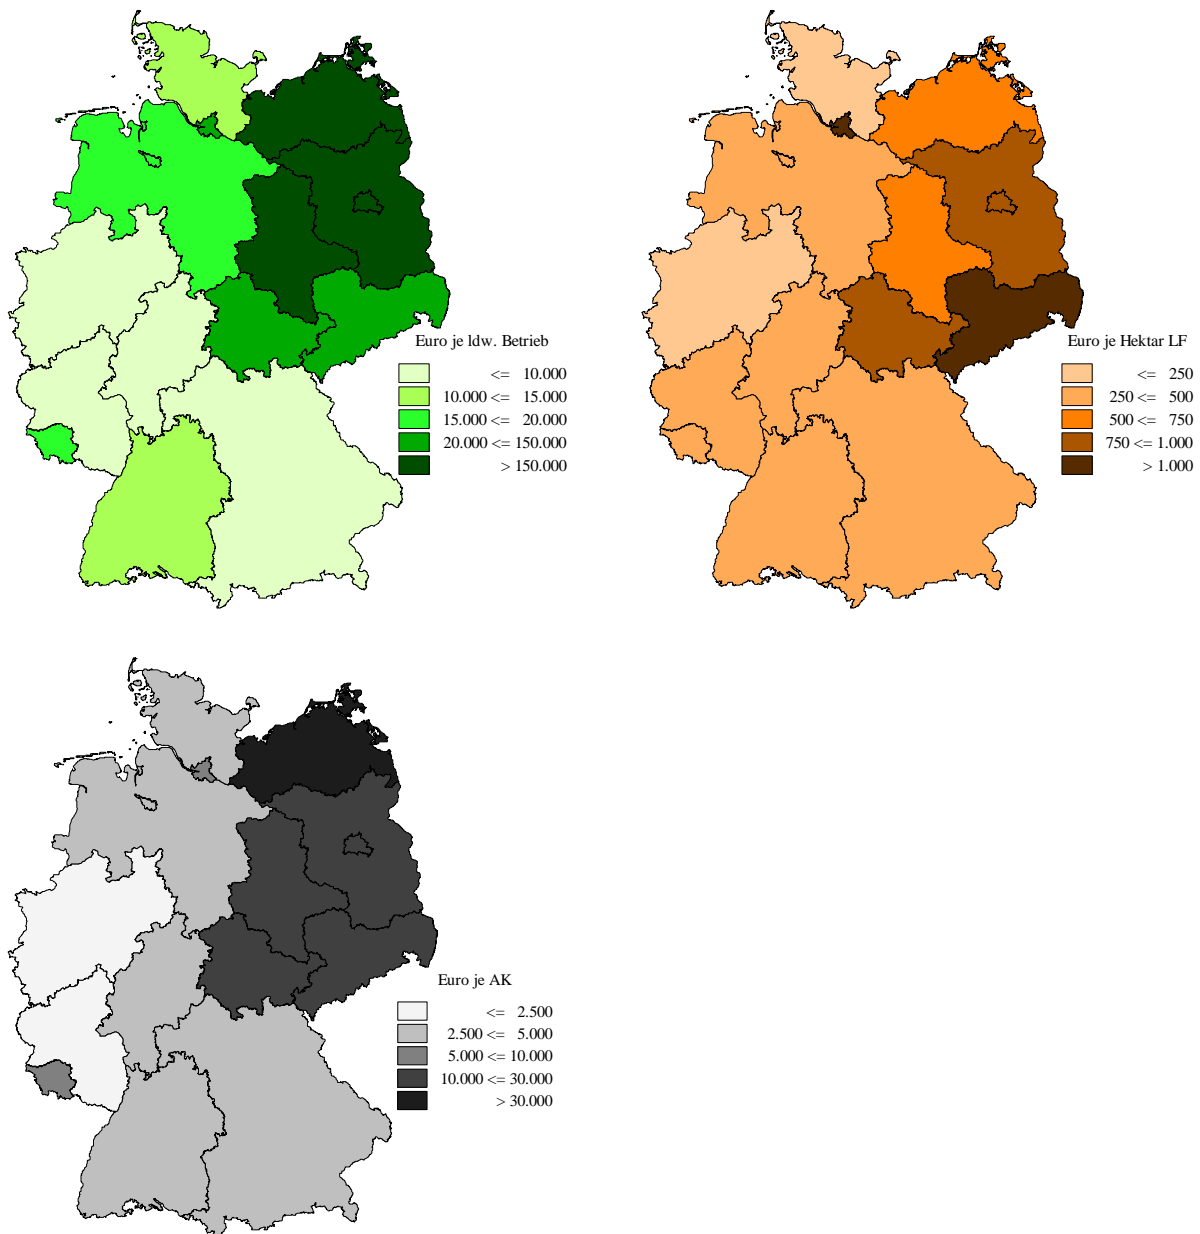 Euro je ldw. Betrieb
<= 10.000
10.000 <= 15.000
15.000 <= 20.000
20.000 <= 150.000
> 150.000
Euro je Hektar LF
<= 250
250 <= 500
500 <= 750
750 <= 1.000
> 1.000
Euro je AK
<= 2.500
2.500 <= 5.000
5.000 <= 10.000
10.000 <= 30.000
> 30.000